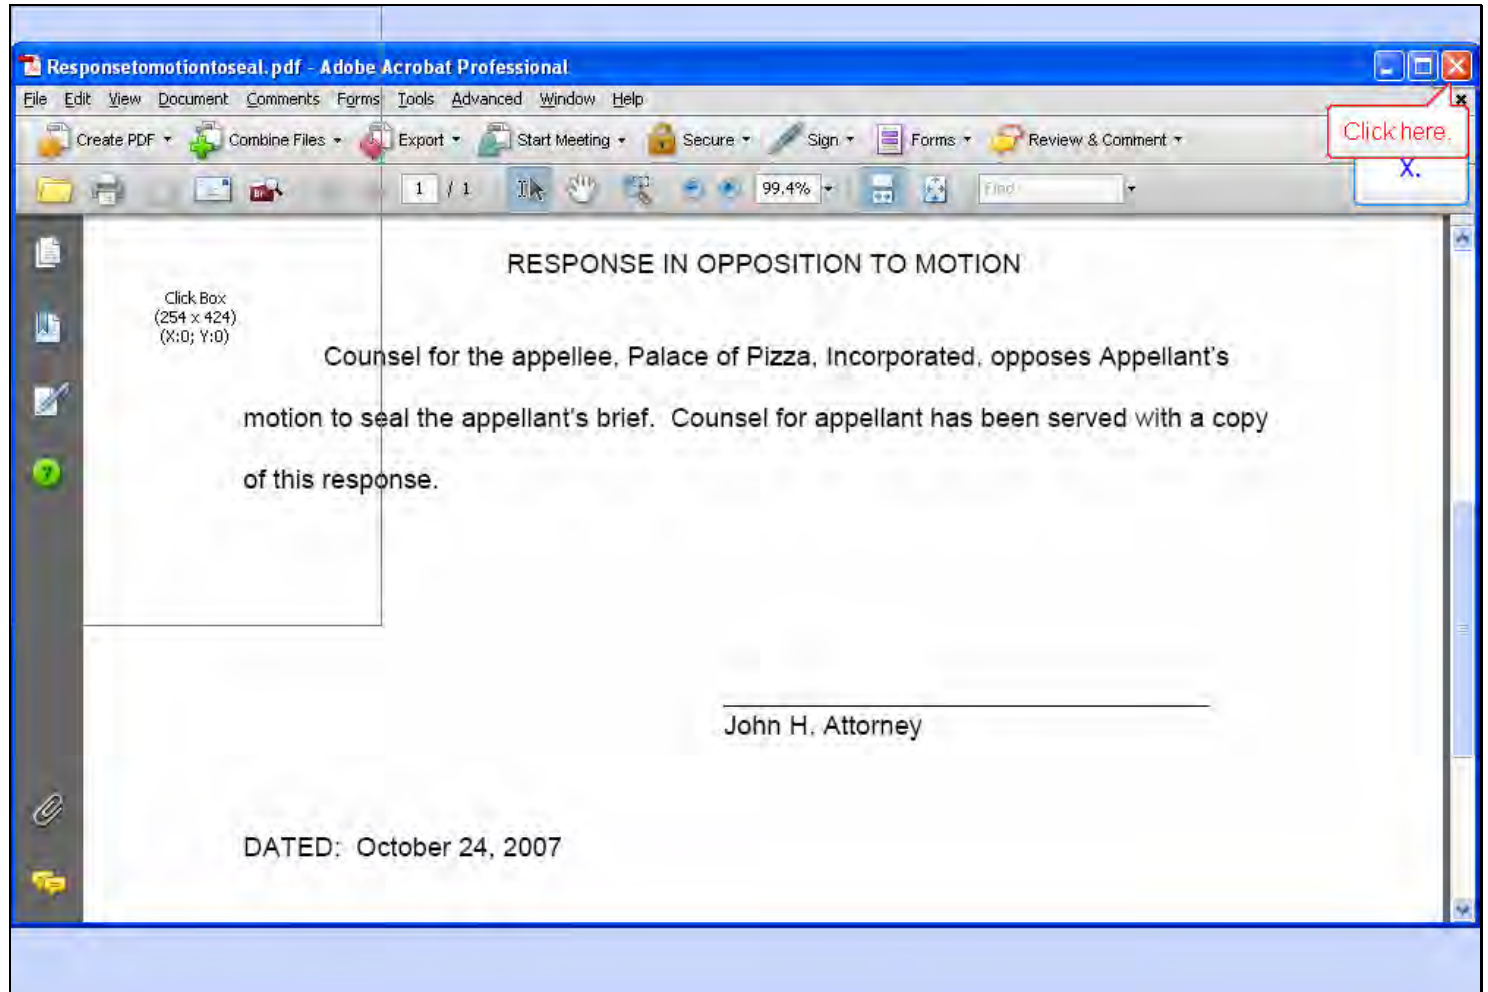 Responsetomotiontoseal.pdf - Adobe Acrobat Professional
File Edit View Document Comments Forms Tools Advanced Window Help
Create PDF Combine Files Export Start Meeting Secure Sign Forms Review & Comment
Click here.
X.
1 / 1 99.4% Find
RESPONSE IN OPPOSITION TO MOTION
Click Box
(254 x 424)
(X:0; Y:0)
Counsel for the appellee, Palace of Pizza, Incorporated, opposes Appellant's
motion to seal the appellant's brief. Counsel for appellant has been served with a copy
of this response.
John H. Attorney
DATED: October 24, 2007